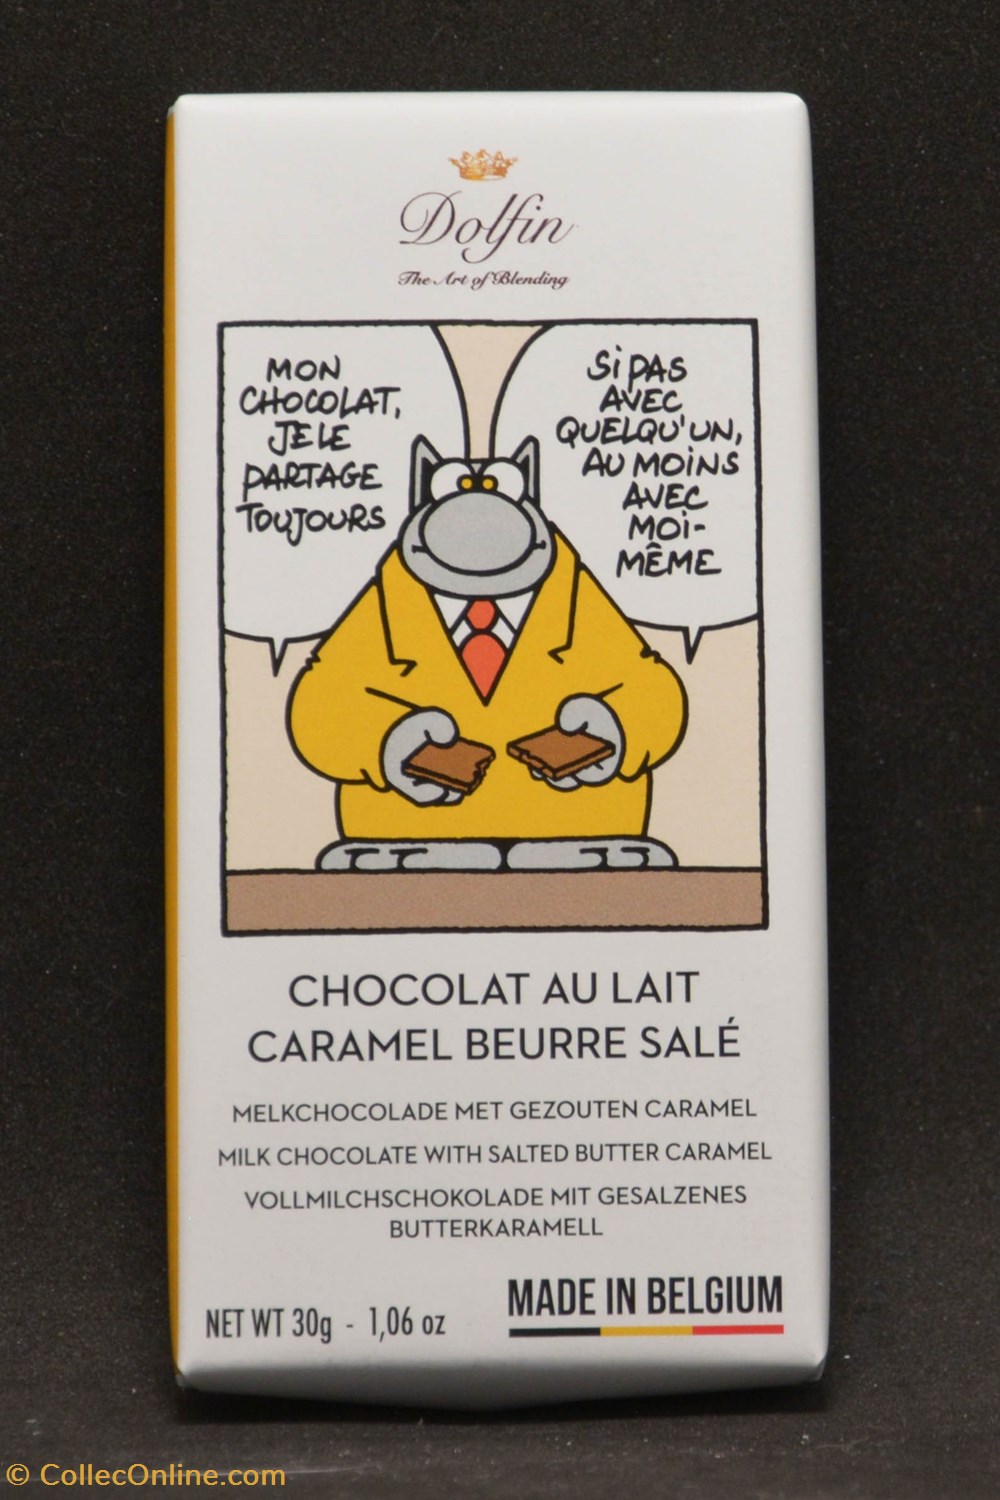 Dolfin
The Art of Blending
MON
CHOCOLAT,
JE LE
PARTAGE
TOUJOURS
Si PAS
AVEC
QUELQU'UN,
AU MOiNS
AVEC
MOi-
MÊME
CHOCOLAT AU LAIT
CARAMEL BEURRE SALÉ
MELKCHOCOLADE MET GEZOUTEN CARAMEL
MILK CHOCOLATE WITH SALTED BUTTER CARAMEL
VOLLMILCHSCHOKOLADE MIT GESALZENES
BUTTERKARAMELL
NET WT 30g - 1,06 oz
MADE IN BELGIUM
© CollecOnline.com